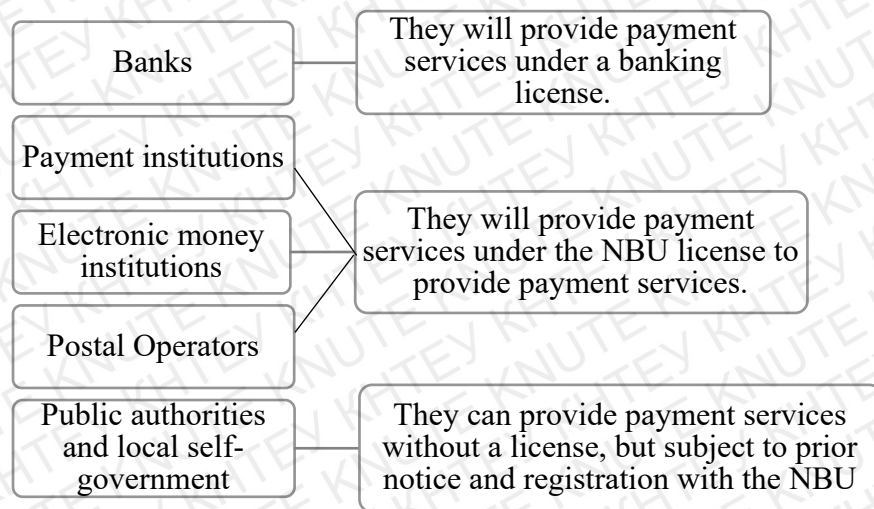 Banks
They will provide payment
services under a banking
license.
Payment institutions
Electronic money
institutions
Postal Operators
They will provide payment
services under the NBU license to
provide payment services.
Public authorities
and local self-
government
They can provide payment services
without a license, but subject to prior
notice and registration with the NBU